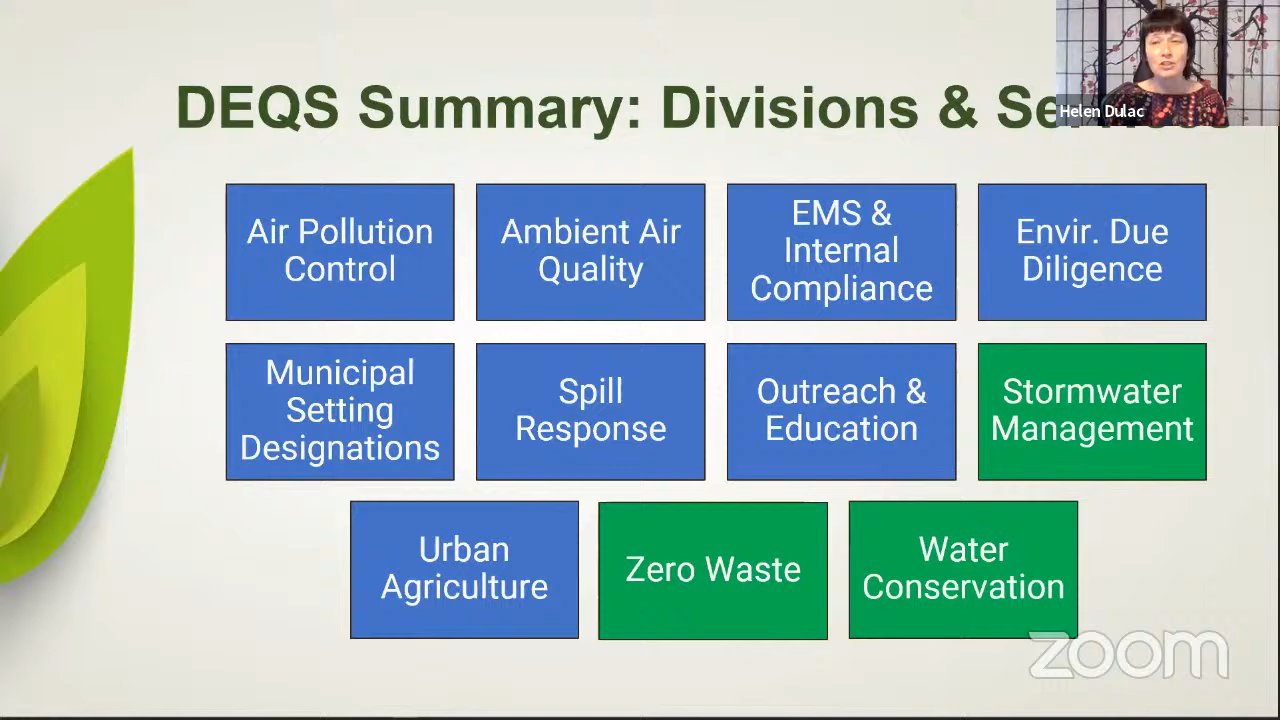 DEQS Summary: Divisions &
Helen Dulac
Air Pollution
Control
Ambient Air
Quality
EMS &
Internal
Compliance
Envir. Due
Diligence
Municipal
Setting
Designations
Spill
Response
Outreach &
Education
Stormwater
Management
Urban
Agriculture
Zero Waste
Water
Conservation
zoom